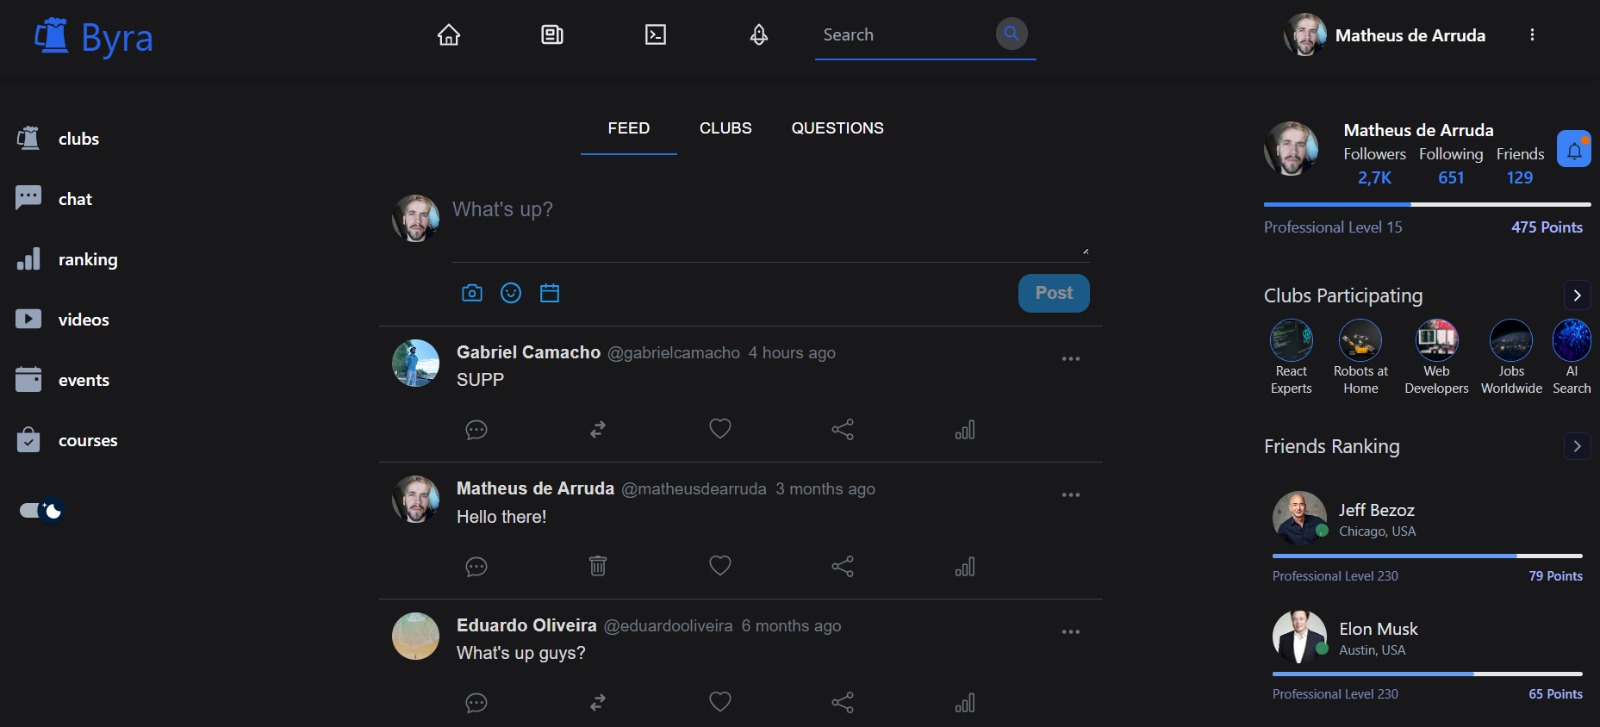 Byra
Search
Matheus de Arruda
clubs
chat
ranking
videos
events
courses
FEED CLUBS QUESTIONS
What's up?
Post
Gabriel Camacho @gabrielcamacho 4 hours ago
SUPP
Matheus de Arruda @matheusdearruda 3 months ago
Hello there!
Eduardo Oliveira @eduardooliveira 6 months ago
What's up guys?
Matheus de Arruda
Followers Following Friends
2,7K 651 129
Professional Level 15 475 Points
Clubs Participating
React
Experts
Robots at
Home
Web
Developers
Jobs
Worldwide
AI
Search
Friends Ranking
Jeff Bezoz
Chicago, USA
Professional Level 230 79 Points
Elon Musk
Austin, USA
Professional Level 230 65 Points